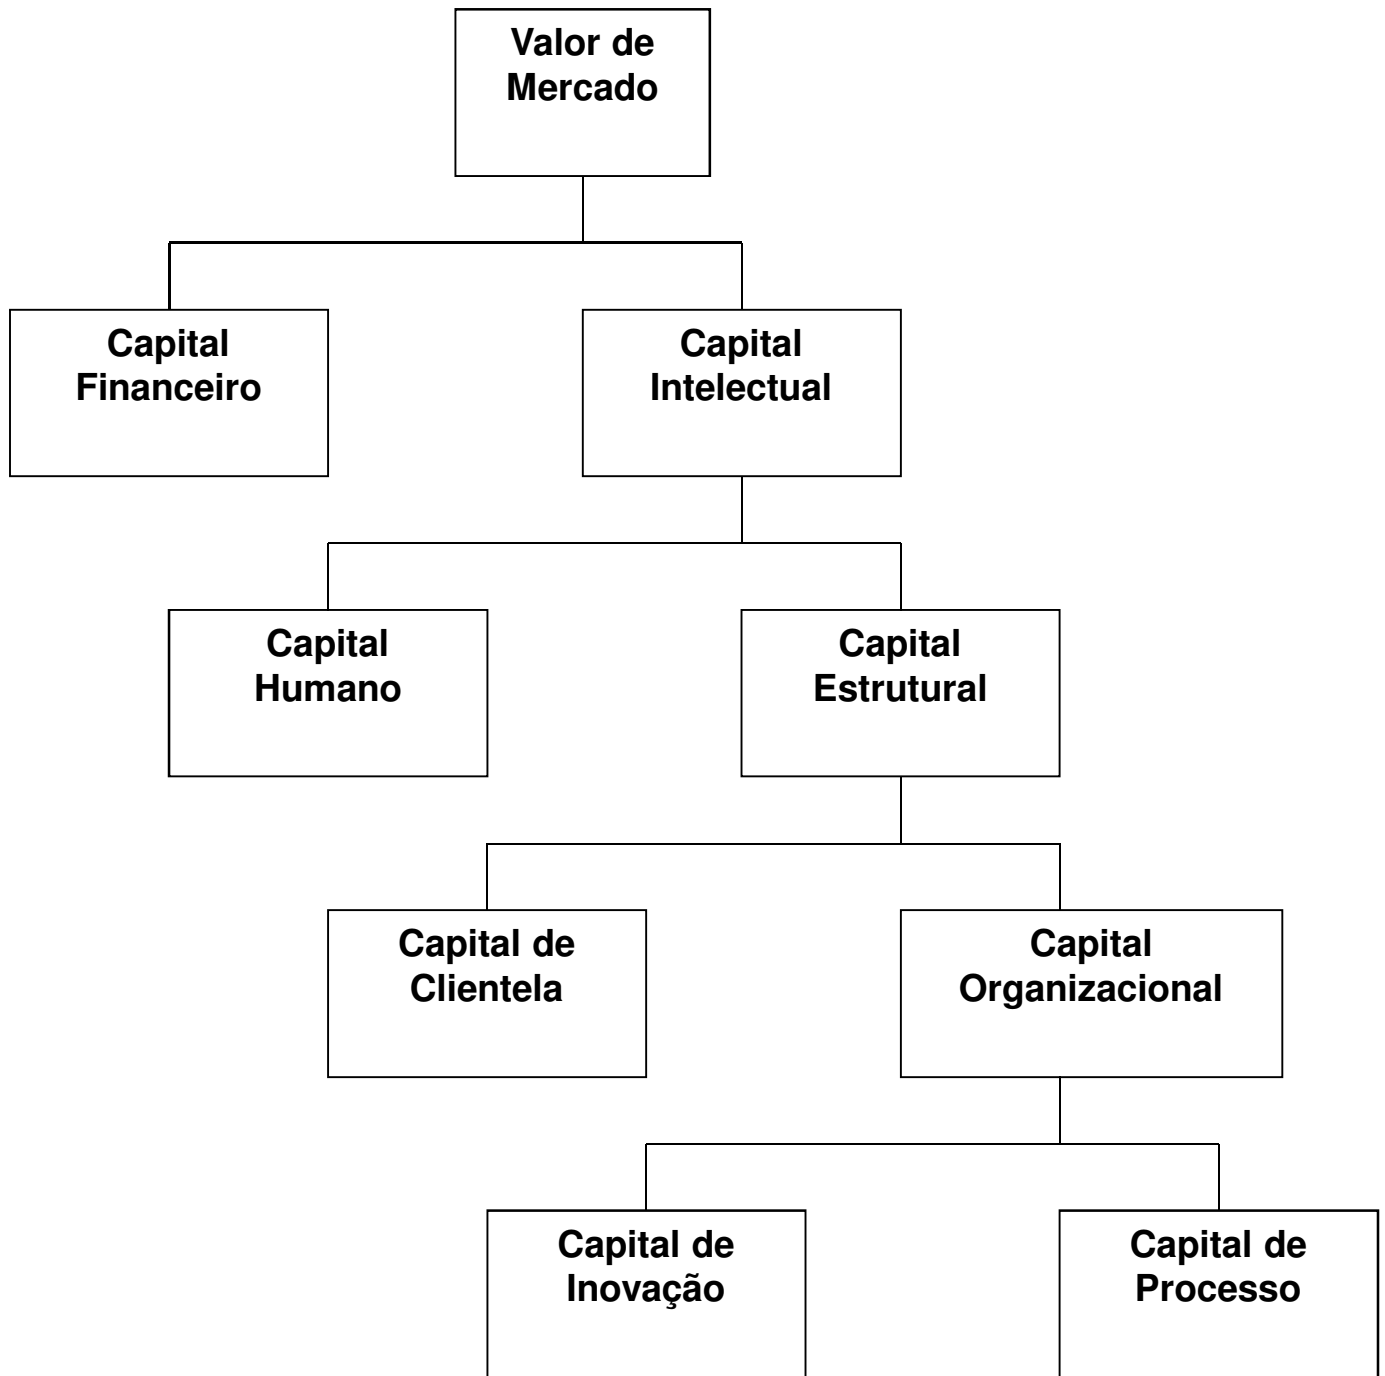 Valor de
Mercado
Capital
Financeiro
Capital
Intelectual
Capital
Humano
Capital
Estrutural
Capital de
Clientela
Capital
Organizacional
Capital de
Inovação
Capital de
Processo